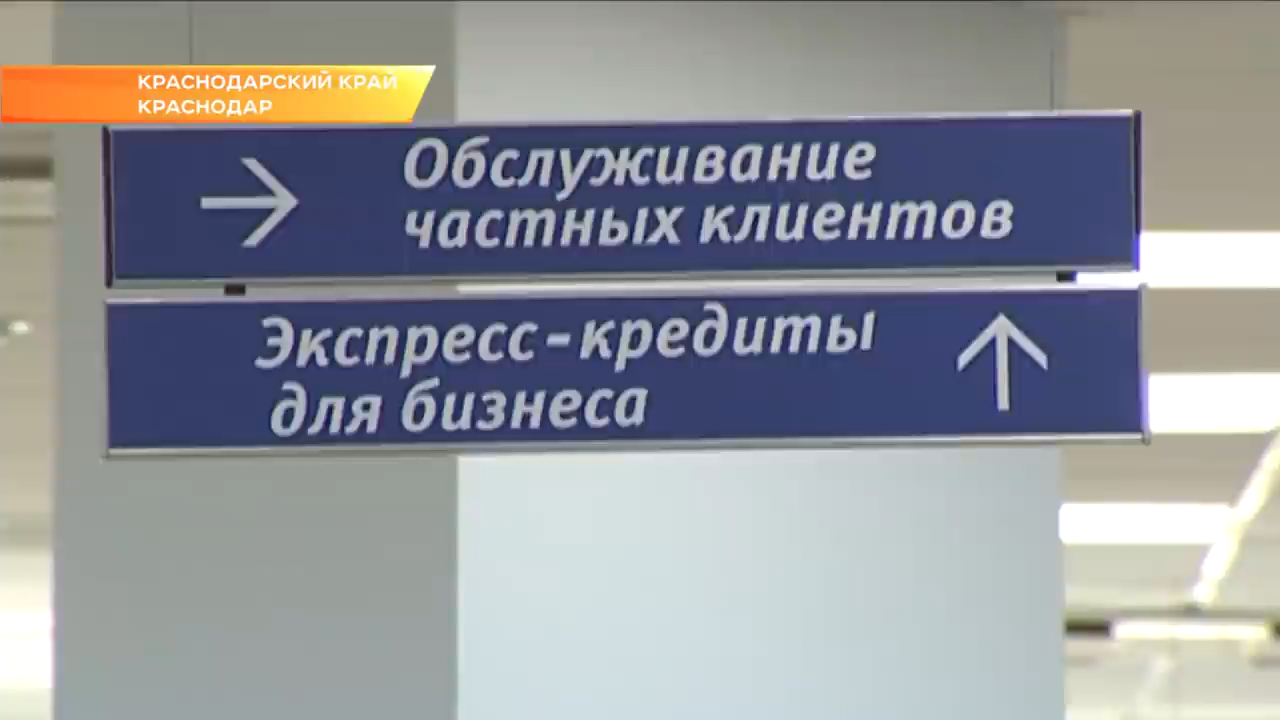 КРАСНОДАРСКИЙ КРАЙ
КРАСНОДАР
Обслуживание
частных клиентов
Экспресс-кредиты
для бизнеса